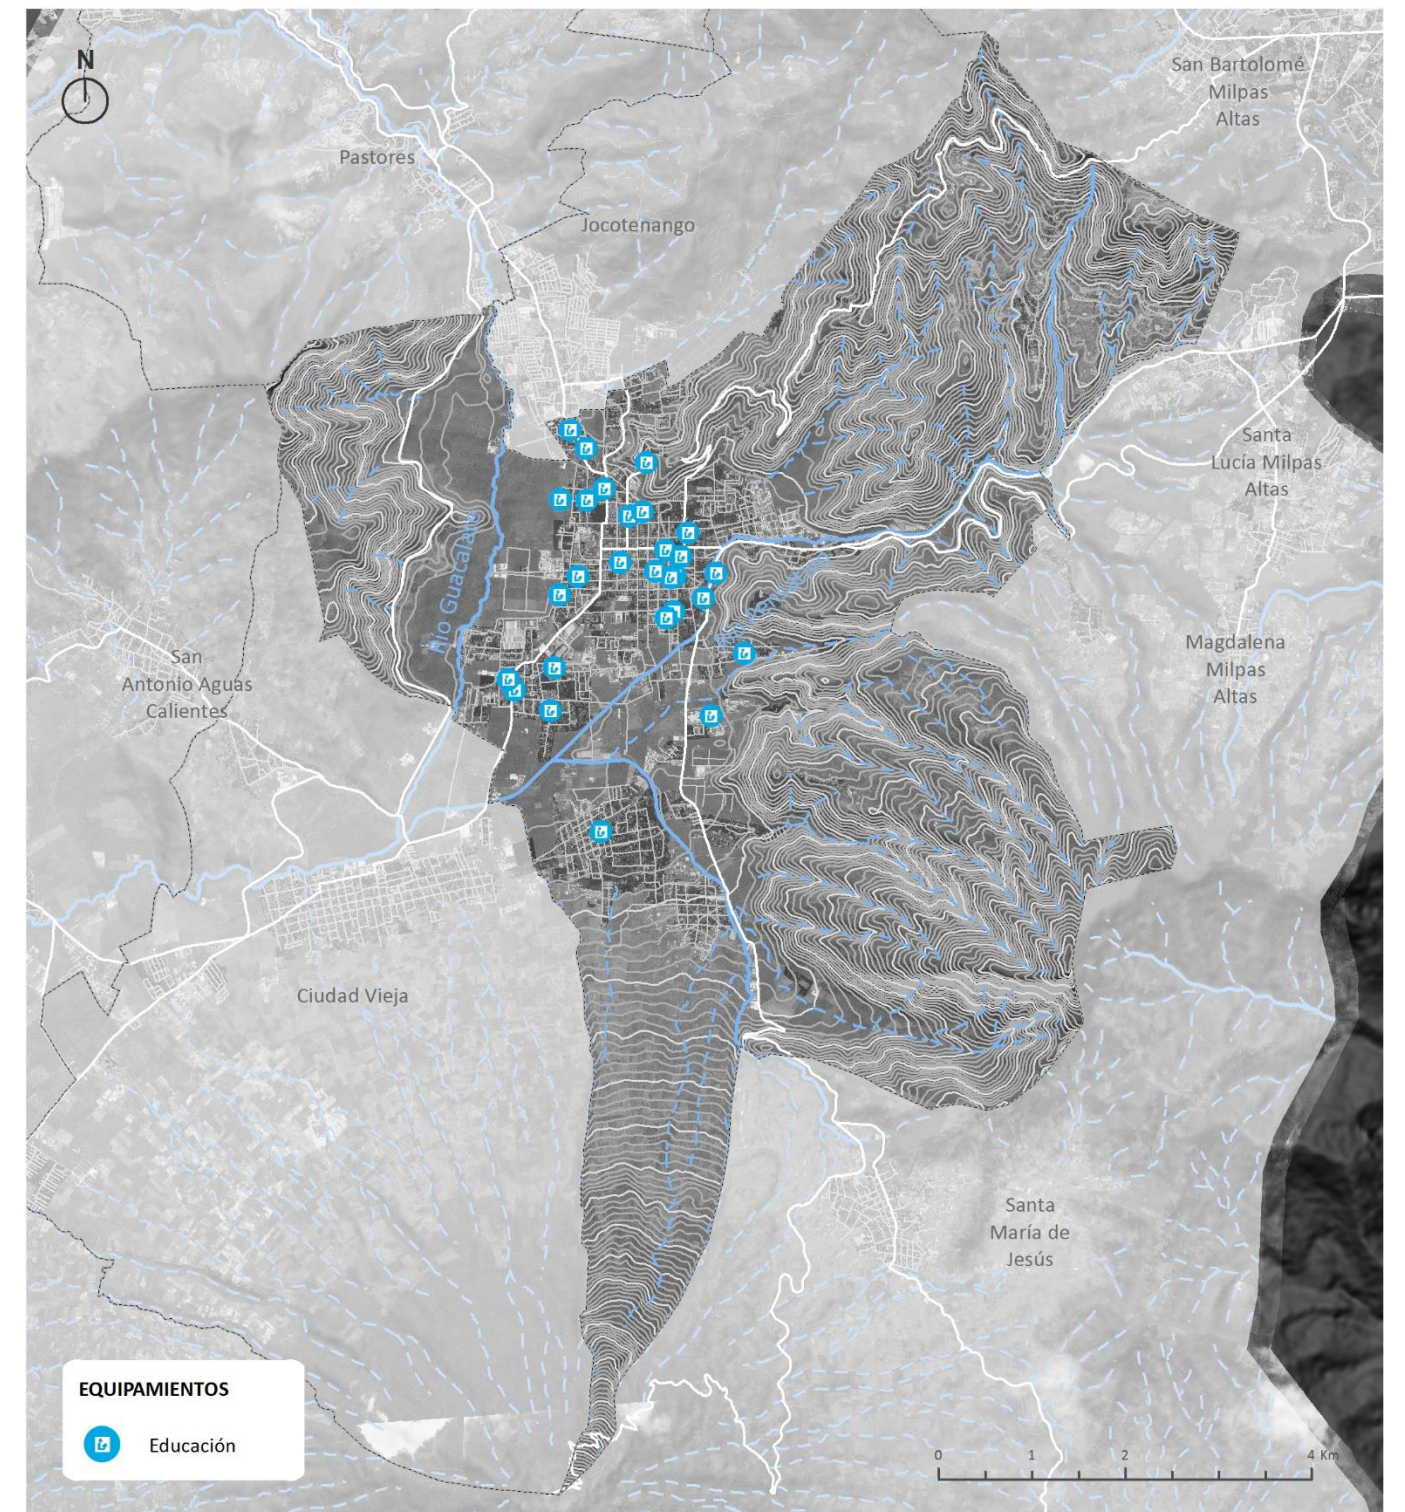 N
San Bartolomé
Milpas
Altas
Pastores
Jocotenango
Santa
Lucía Milpas
Altas
Río Guacalate
San
Antonio Aguas
Calientes
Magdalena
Milpas
Altas
Ciudad Vieja
Santa
María de
Jesús
EQUIPAMIENTOS
Educación
0 1 2 4 Km